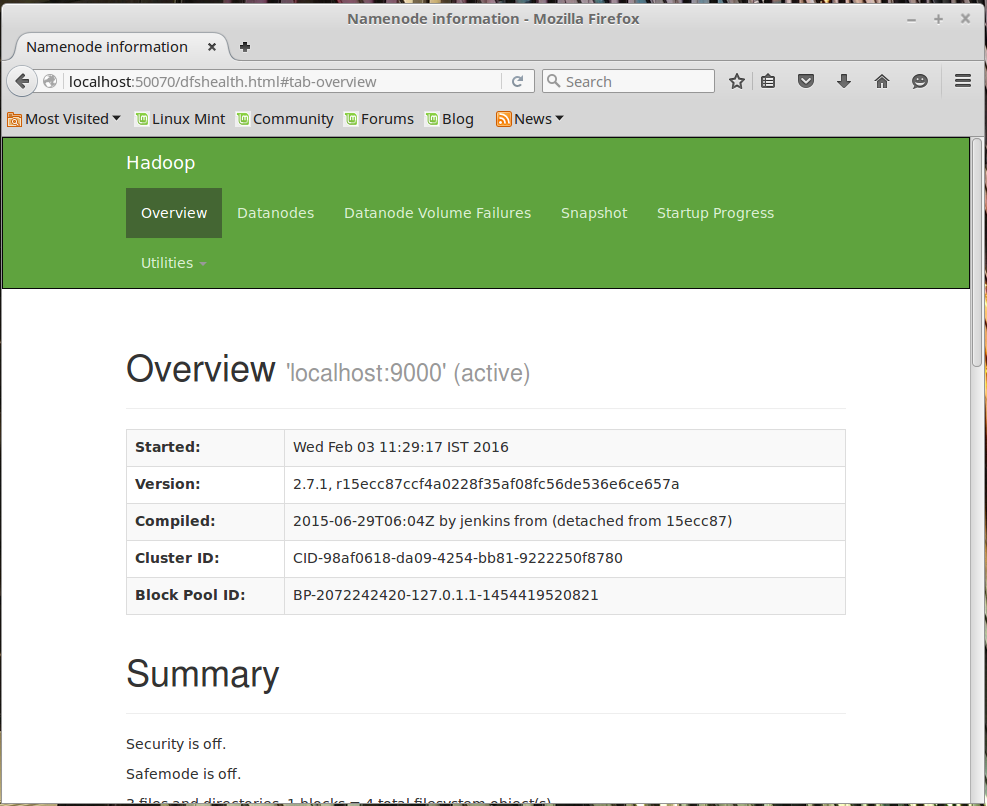 Namenode information - Mozilla Firefox
Namenode information
localhost:50070/dfshealth.html#tab-overview
Search
Most Visited Linux Mint Community Forums Blog News
Hadoop
Overview Datanodes Datanode Volume Failures Snapshot Startup Progress
Utilities
Overview 'localhost:9000' (active)
Started: Wed Feb 03 11:29:17 IST 2016
Version: 2.7.1, r15ecc87ccf4a0228f35af08fc56de536e6ce657a
Compiled: 2015-06-29T06:04Z by jenkins from (detached from 15ecc87)
Cluster ID: CID-98af0618-da09-4254-bb81-9222250f8780
Block Pool ID: BP-2072242420-127.0.1.1-1454419520821
Summary
Security is off.
Safemode is off.
3 files and directories, 1 blocks = 4 total filesystem object(s).